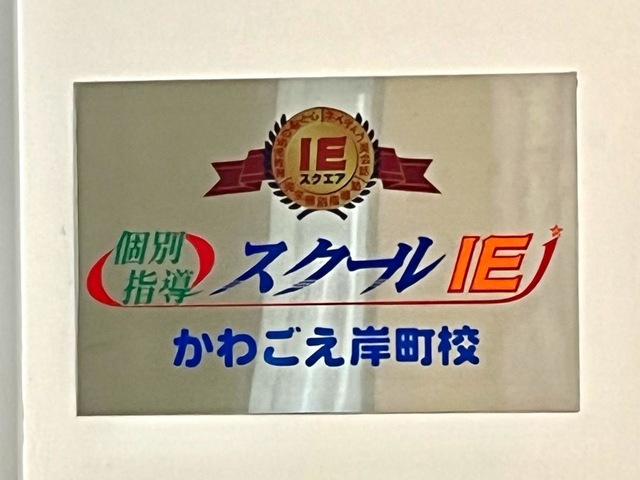 IE
スクエア
個別
指導
スクールIE
かわごえ岸町校